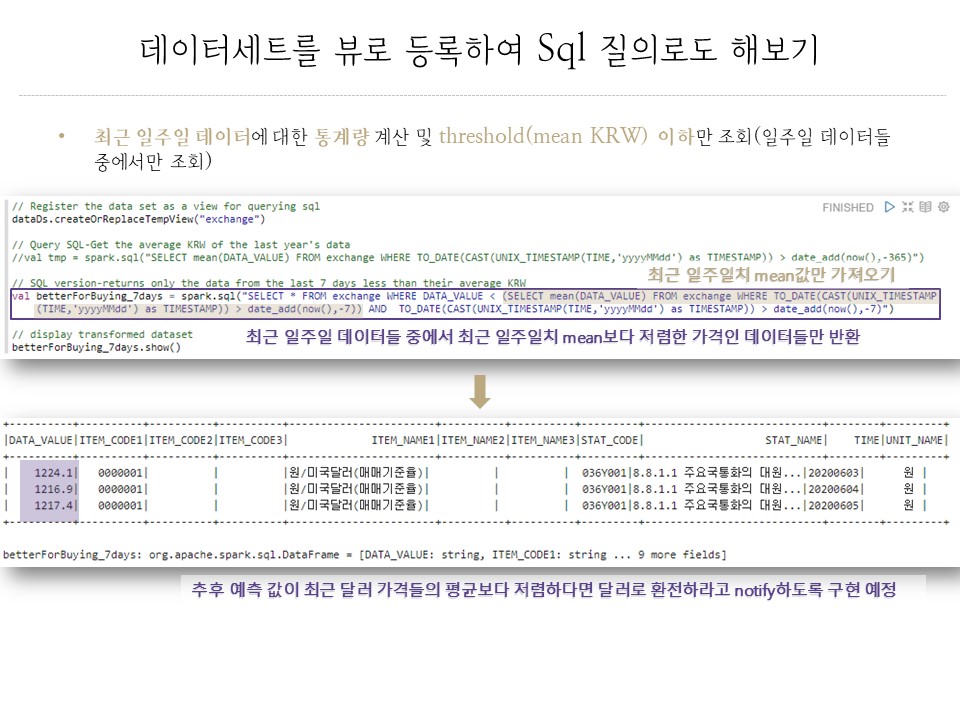 데이터세트를 뷰로 등록하여 Sql 질의로도 해보기
• 최근 일주일 데이터에 대한 통계량 계산 및 threshold(mean KRW) 이하만 조회(일주일 데이터들
중에서만 조회)
// Register the data set as a view for querying sql
FINISHED
dataDs.createOrReplaceTempView("exchange")
// Query SQL-Get the average KRW of the last year's data
//val tmp = spark.sql("SELECT mean(DATA_VALUE) FROM exchange WHERE TO_DATE(CAST(UNIX_TIMESTAMP(TIME,'yyyyMMdd') as TIMESTAMP)) > date_add(now(),-365)")
최근 일주일치 mean값만 가져오기
// SQL version-returns only the data from the last 7 days less than their average KRW
val betterForBuying_7days = spark.sql("SELECT * FROM exchange WHERE DATA_VALUE < (SELECT mean(DATA_VALUE) FROM exchange WHERE TO_DATE(CAST(UNIX_TIMESTAMP
(TIME,'yyyyMMdd') as TIMESTAMP)) > date_add(now(),-7)) AND TO_DATE(CAST(UNIX_TIMESTAMP(TIME,'yyyyMMdd') as TIMESTAMP)) > date_add(now(),-7)")
최근 일주일 데이터들 중에서 최근 일주일치 mean보다 저렴한 가격인 데이터들만 반환
// display transformed dataset
betterForBuying_7days.show()
|DATA_VALUE|ITEM_CODE1|ITEM_CODE2|ITEM_CODE3| ITEM_NAME1|ITEM_NAME2|ITEM_NAME3|STAT_CODE| STAT_NAME| TIME|UNIT_NAME|
| 1224.1| 0000001| | |원/미국달러(매매기준율)| | | 036Y001|8.8.1.1 주요국통화의 대원...|20200603| 원 |
| 1216.9| 0000001| | |원/미국달러(매매기준율)| | | 036Y001|8.8.1.1 주요국통화의 대원...|20200604| 원 |
| 1217.4| 0000001| | |원/미국달러(매매기준율)| | | 036Y001|8.8.1.1 주요국통화의 대원...|20200605| 원 |
betterForBuying_7days: org.apache.spark.sql.DataFrame = [DATA_VALUE: string, ITEM_CODE1: string ... 9 more fields]
추후 예측 값이 최근 달러 가격들의 평균보다 저렴하다면 달러로 환전하라고 notify하도록 구현 예정